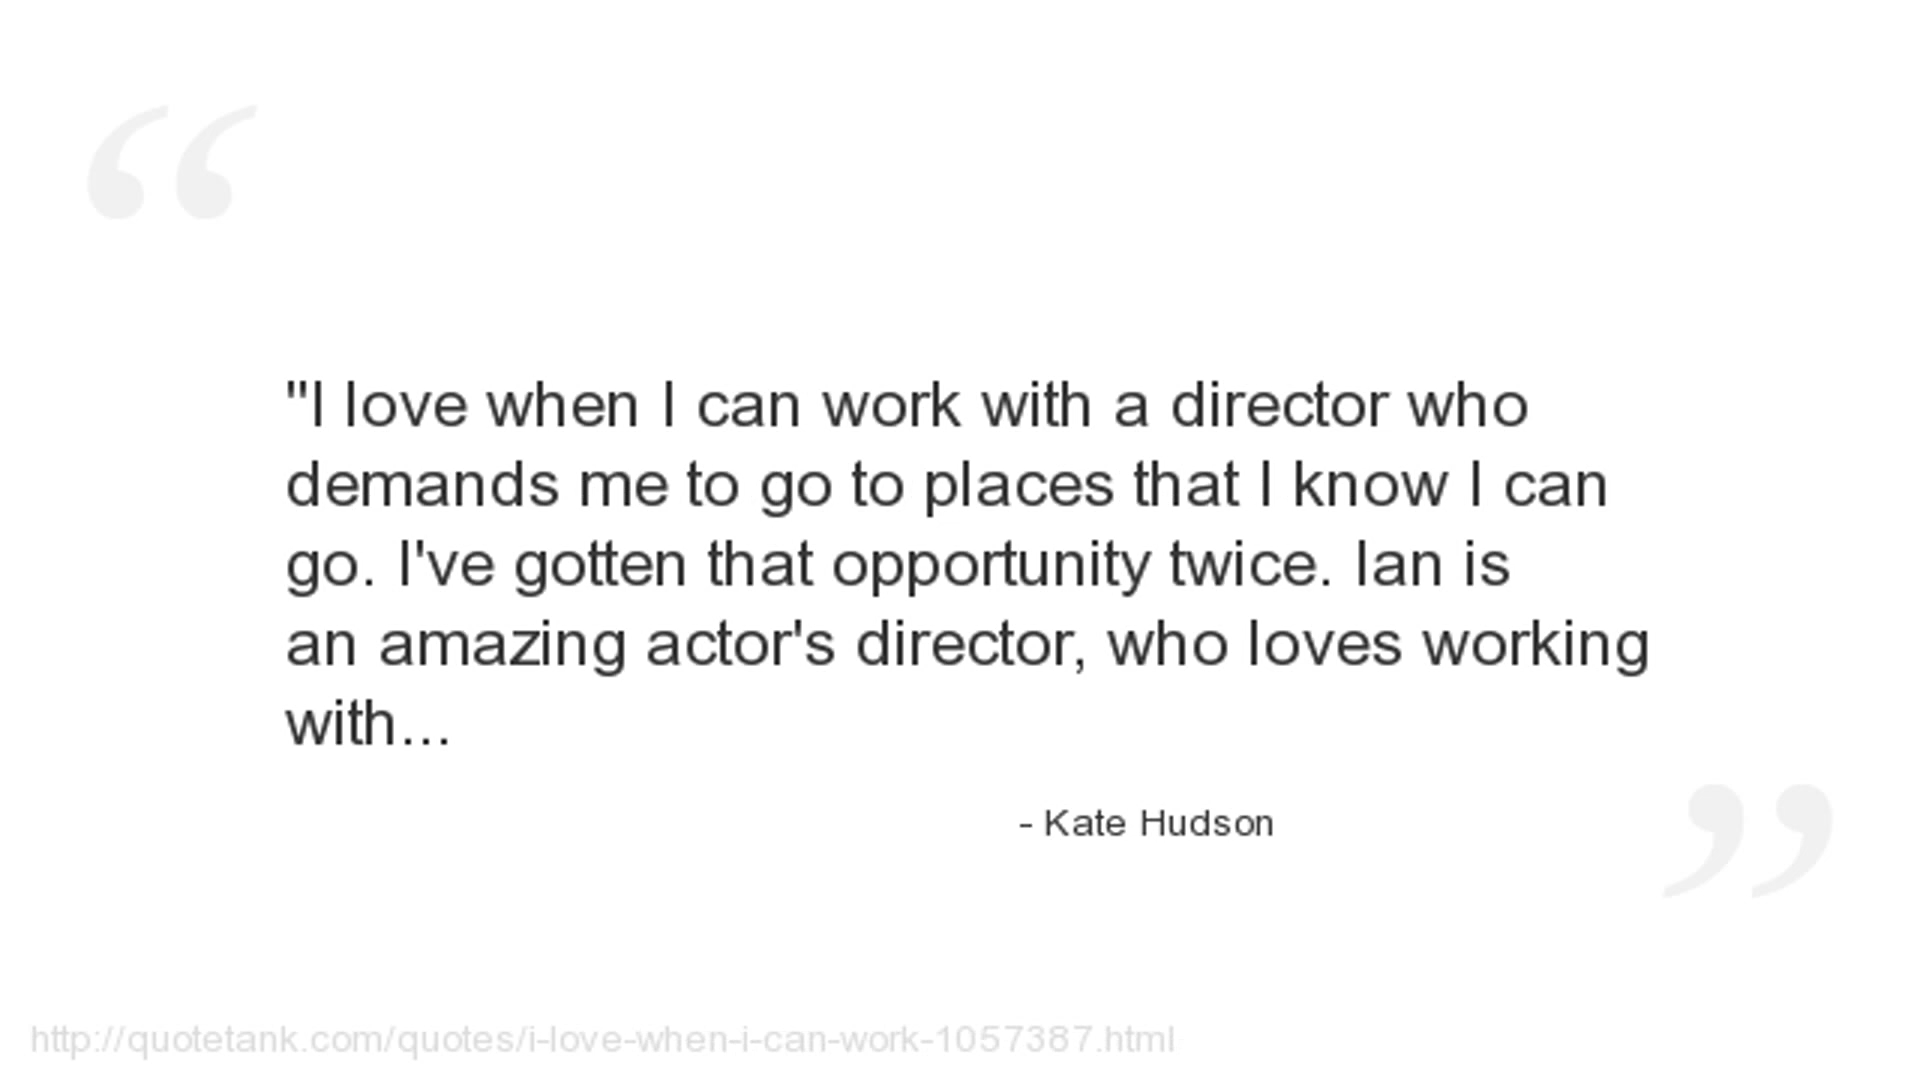 "I love when I can work with a director who
demands me to go to places that I know I can
go. I've gotten that opportunity twice. Ian is
an amazing actor's director, who loves working
with...
- Kate Hudson
http://quotetank.com/quotes/i-love-when-i-can-work-1057387.html